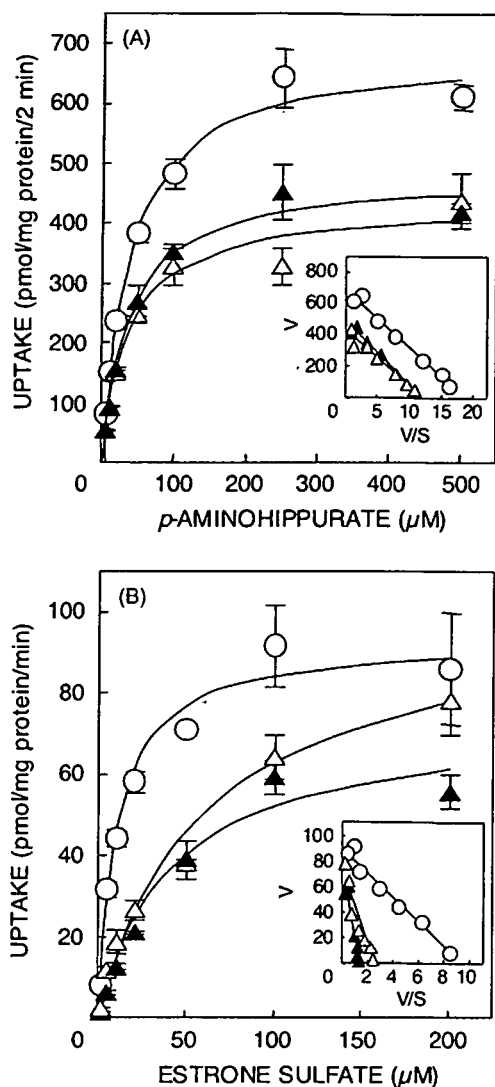 (A)
UPTAKE (pmol/mg protein/2 min)
700
600
500
400
300
200
100
0
0 100 200 300 400 500
p-AMINOHIPPURATE (µM)
V
800
600
400
200
5 10 15 20
V/S
(B)
UPTAKE (pmol/mg protein/min)
100
80
60
40
20
0 50 100 150 200
ESTRONE SULFATE (µM)
V
100
80
60
40
20
0
0 2 4 6 8 10
V/S